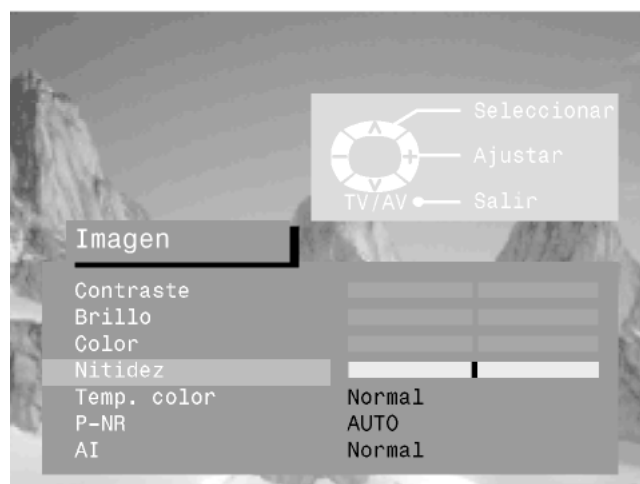 Seleccionar
Ajustar
TV/AV Salir
Imagen
Contraste
Brillo
Color
Nitidez
Temp. color Normal
P-NR AUTO
AI Normal